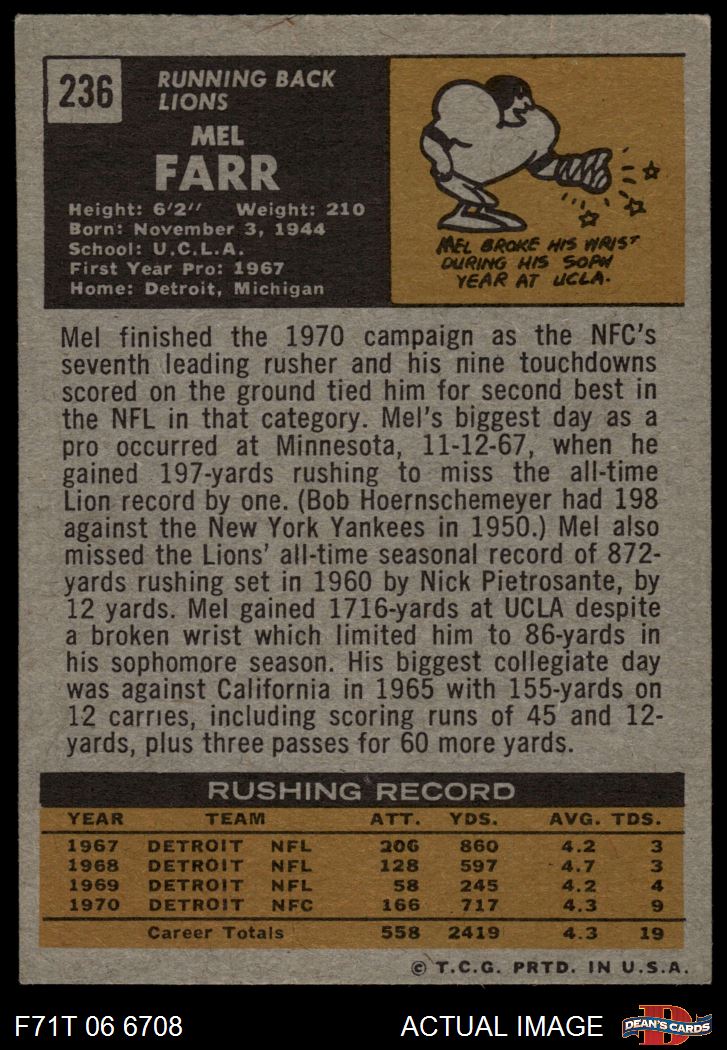 236
RUNNING BACK
LIONS
MEL
FARR
Height: 6'2" Weight: 210
Born: November 3, 1944
School: U.C.L.A.
First Year Pro: 1967
Home: Detroit, Michigan
MEL BROKE HIS WRIST
DURING HIS SOPH
YEAR AT UCLA.
Mel finished the 1970 campaign as the NFC's
seventh leading rusher and his nine touchdowns
scored on the ground tied him for second best in
the NFL in that category. Mel's biggest day as a
pro occurred at Minnesota, 11-12-67, when he
gained 197-yards rushing to miss the all-time
Lion record by one. (Bob Hoernschemeyer had 198
against the New York Yankees in 1950.) Mel also
missed the Lions' all-time seasonal record of 872-
yards rushing set in 1960 by Nick Pietrosante, by
12 yards. Mel gained 1716-yards at UCLA despite
a broken wrist which limited him to 86-yards in
his sophomore season. His biggest collegiate day
was against California in 1965 with 155-yards on
12 carries, including scoring runs of 45 and 12-
yards, plus three passes for 60 more yards.
RUSHING RECORD
YEAR TEAM ATT. YDS. AVG. TDS.
1967 DETROIT NFL 206 860 4.2 3
1968 DETROIT NFL 128 597 4.7 3
1969 DETROIT NFL 58 245 4.2 4
1970 DETROIT NFC 166 717 4.3 9
Career Totals 558 2419 4.3 19
© T.C.G. PRTD. IN U.S.A.
F71T 06 6708 ACTUAL IMAGE
D
DEAN'S CARDS